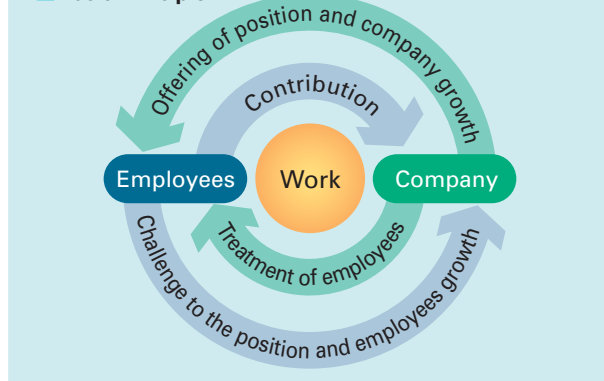 Offering of position and company growth
Contribution
Employees
Work
Company
Treatment of employees
Challenge to the position and employees growth